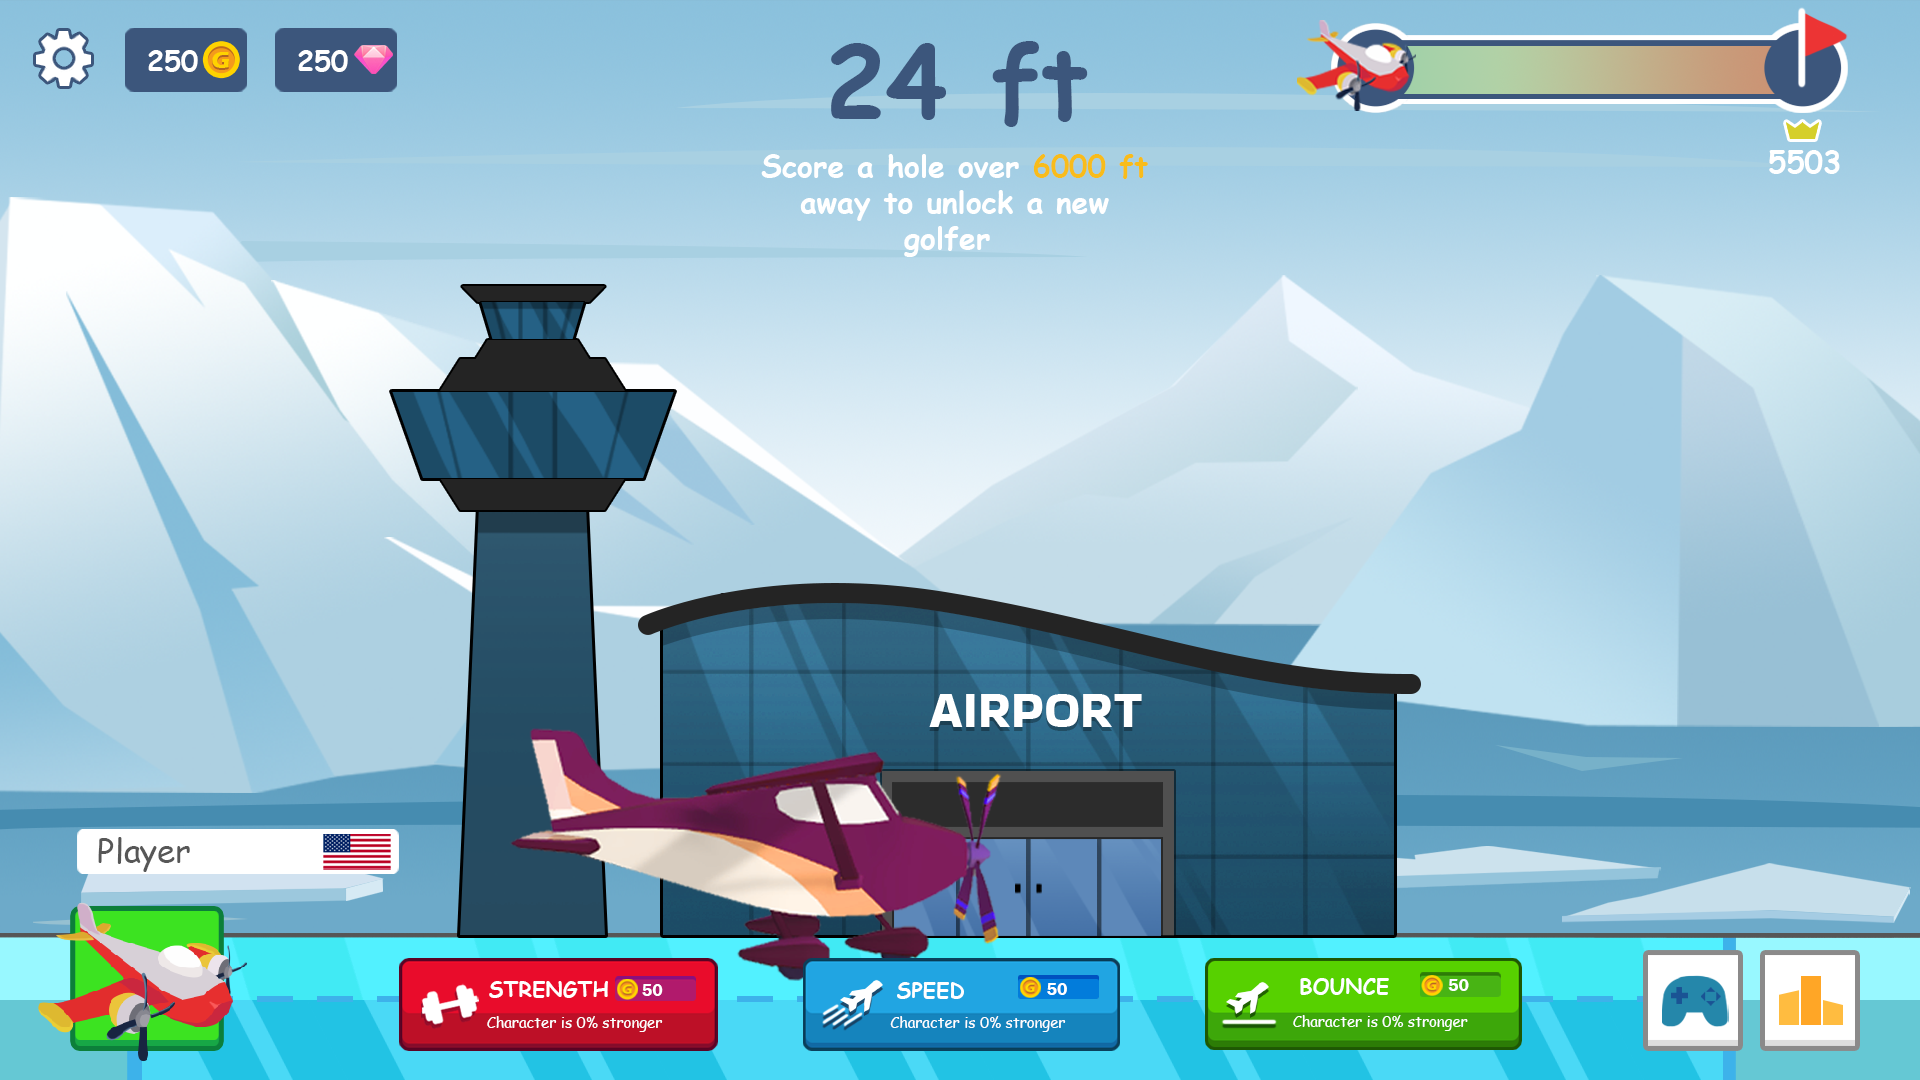 250
250
24 ft
Score a hole over 6000 ft
away to unlock a new
golfer
5503
AIRPORT
Player
STRENGTH 50
Character is 0% stronger
SPEED 50
Character is 0% stronger
BOUNCE 50
Character is 0% stronger